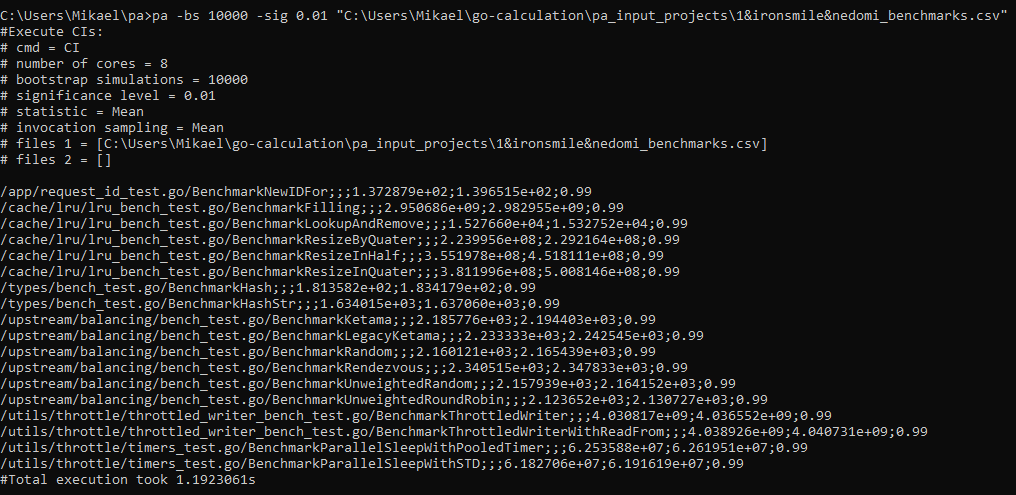 C:\Users\Mikael\pa>pa -bs 10000 -sig 0.01 "C:\Users\Mikael\go-calculation\pa_input_projects\1&ironsmile&nedomi_benchmarks.csv"
#Execute CIs:
# cmd = CI
# number of cores = 8
# bootstrap simulations = 10000
# significance level = 0.01
# statistic = Mean
# invocation sampling = Mean
# files 1 = [C:\Users\Mikael\go-calculation\pa_input_projects\1&ironsmile&nedomi_benchmarks.csv]
# files 2 = []

/app/request_id_test.go/BenchmarkNewIDFor;;;1.372879e+02;1.396515e+02;0.99
/cache/lru/lru_bench_test.go/BenchmarkFilling;;;2.950686e+09;2.982955e+09;0.99
/cache/lru/lru_bench_test.go/BenchmarkLookupAndRemove;;;1.527660e+04;1.532752e+04;0.99
/cache/lru/lru_bench_test.go/BenchmarkResizeByQuater;;;2.239956e+08;2.292164e+08;0.99
/cache/lru/lru_bench_test.go/BenchmarkResizeInHalf;;;3.551978e+08;4.518111e+08;0.99
/cache/lru/lru_bench_test.go/BenchmarkResizeInQuater;;;3.811996e+08;5.008146e+08;0.99
/types/bench_test.go/BenchmarkHash;;;1.813582e+02;1.834179e+02;0.99
/types/bench_test.go/BenchmarkHashStr;;;1.634015e+03;1.637060e+03;0.99
/upstream/balancing/bench_test.go/BenchmarkKetama;;;2.185776e+03;2.194403e+03;0.99
/upstream/balancing/bench_test.go/BenchmarkLegacyKetama;;;2.233333e+03;2.242545e+03;0.99
/upstream/balancing/bench_test.go/BenchmarkRandom;;;2.160121e+03;2.165439e+03;0.99
/upstream/balancing/bench_test.go/BenchmarkRendezvous;;;2.340515e+03;2.347833e+03;0.99
/upstream/balancing/bench_test.go/BenchmarkUnweightedRandom;;;2.157939e+03;2.164152e+03;0.99
/upstream/balancing/bench_test.go/BenchmarkUnweightedRoundRobin;;;2.123652e+03;2.130727e+03;0.99
/utils/throttle/throttled_writer_bench_test.go/BenchmarkThrottledWriter;;;4.030817e+09;4.036552e+09;0.99
/utils/throttle/throttled_writer_bench_test.go/BenchmarkThrottledWriterWithReadFrom;;;4.038926e+09;4.040731e+09;0.99
/utils/throttle/timers_test.go/BenchmarkParallelSleepWithPooledTimer;;;6.253588e+07;6.261951e+07;0.99
/utils/throttle/timers_test.go/BenchmarkParallelSleepWithSTD;;;6.182706e+07;6.191619e+07;0.99
#Total execution took 1.1923061s